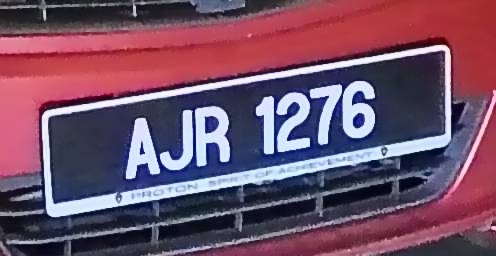 AJR 1276
PROTON SPIRIT OF ACHIEVEMENT